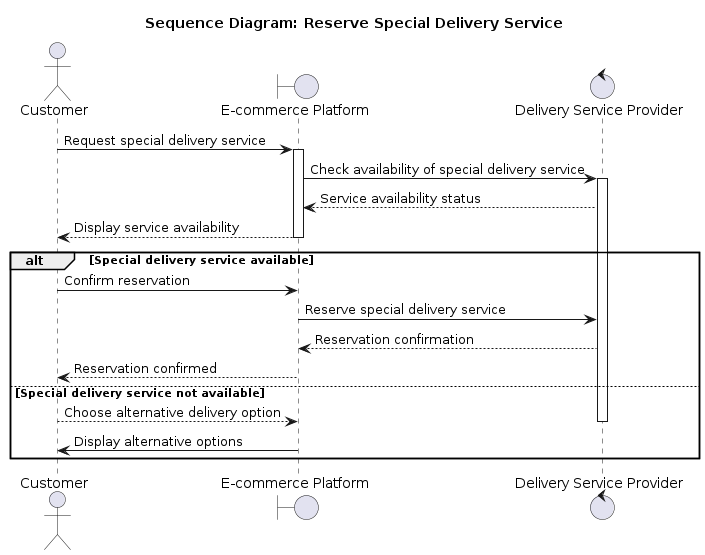 Sequence Diagram: Reserve Special Delivery Service
Customer
E-commerce Platform
Delivery Service Provider
Request special delivery service
Check availability of special delivery service
Service availability status
Display service availability
alt
[Special delivery service available]
Confirm reservation
Reserve special delivery service
Reservation confirmation
Reservation confirmed
[Special delivery service not available]
Choose alternative delivery option
Display alternative options
Customer
E-commerce Platform
Delivery Service Provider